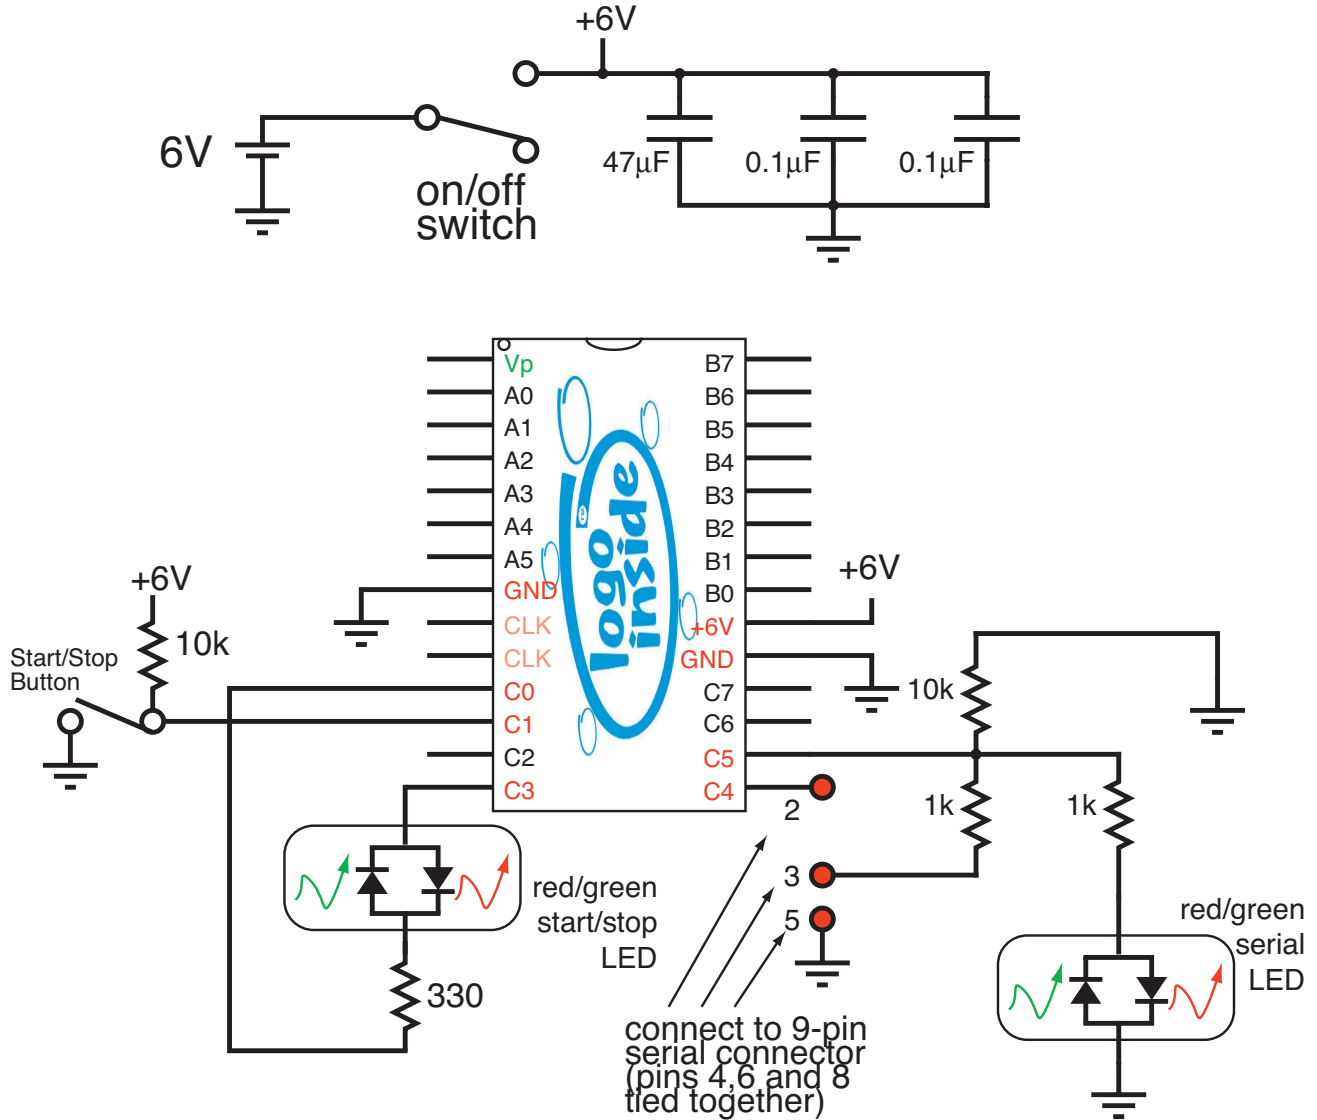 +6V
6V
on/off
switch
47µF
0.1µF
0.1µF
Vp
A0
A1
A2
A3
A4
A5
GND
CLK
CLK
C0
C1
C2
C3
B7
B6
B5
B4
B3
B2
B1
B0
+6V
GND
C7
C6
C5
C4
logo
inside
+6V
10k
Start/Stop
Button
+6V
10k
1k
1k
2
3
5
red/green
start/stop
LED
330
connect to 9-pin
serial connector
(pins 4,6 and 8
tied together)
red/green
serial
LED